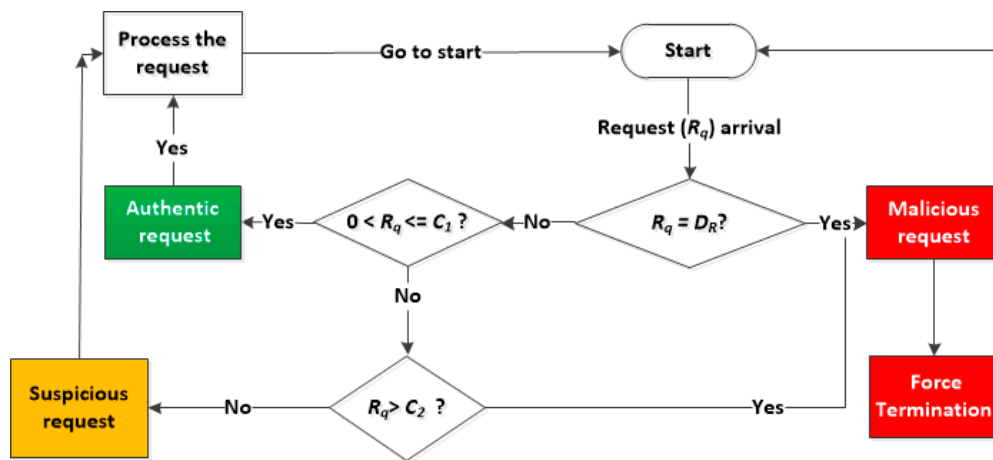 Process the
request
Go to start
Start
Request (Rq) arrival
Yes
Authentic
request
Yes
0 < Rq <= C1 ?
No
Rq = DR?
Yes
Malicious
request
No
Suspicious
request
No
Rq> C2 ?
Yes
Force
Termination